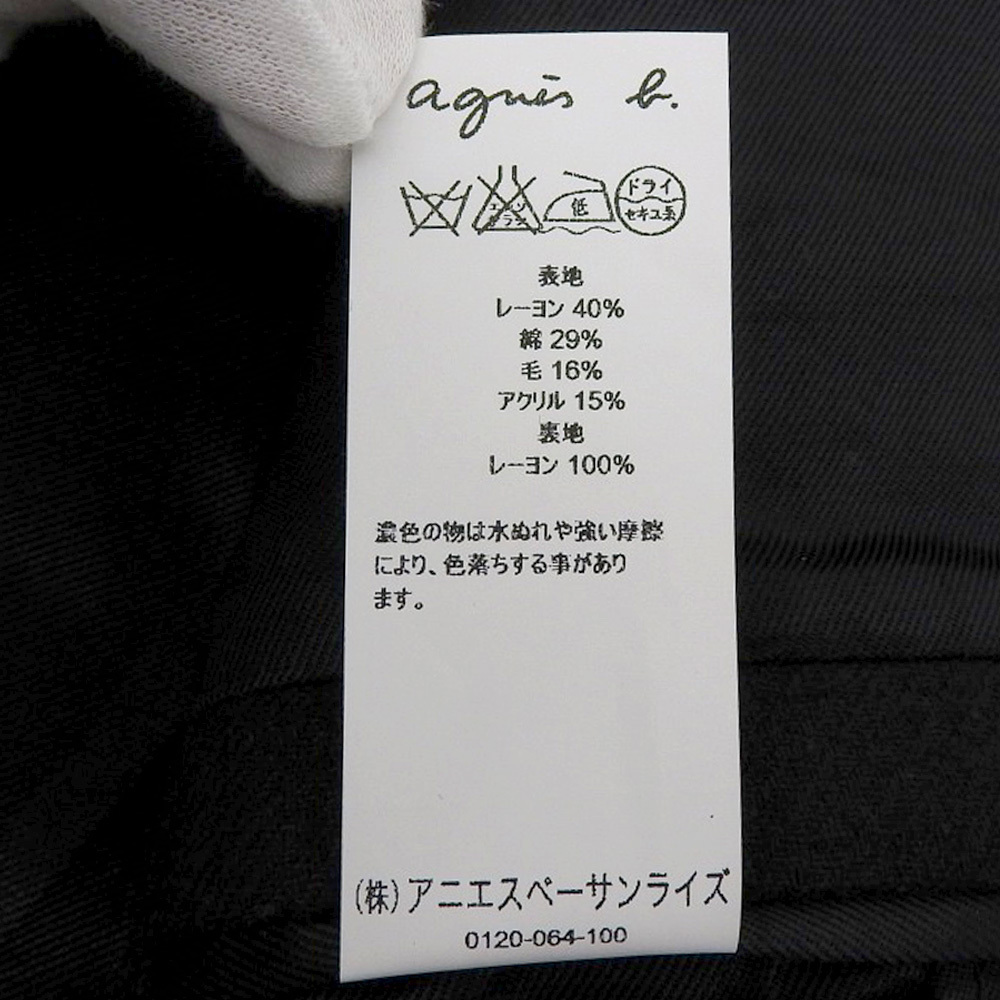 agnès b.
エンソ
サラシ
低
ドライ
セキユ系
表地
レーヨン 40%
綿 29%
毛 16%
アクリル 15%
裏地
レーヨン 100%
濃色の物は水ぬれや強い摩擦
により、色落ちする事があり
ます。
(株)アニエスベーサンライズ
0120-064-100